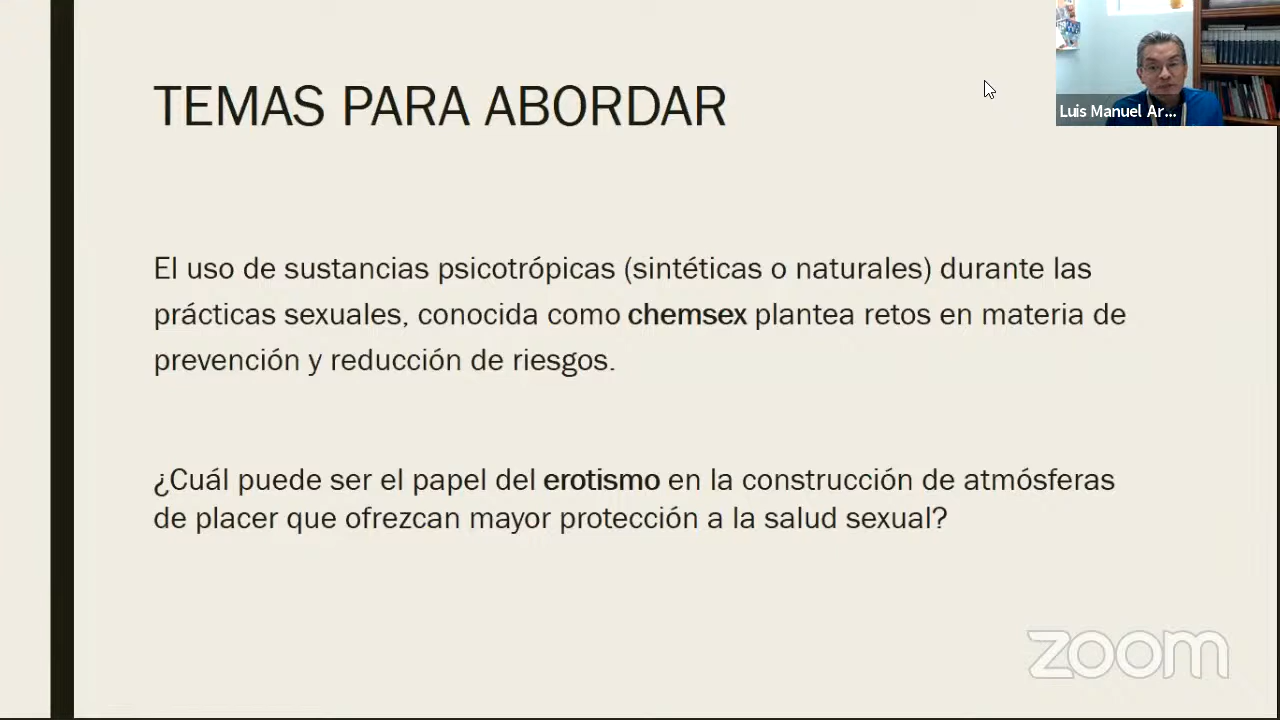 TEMAS PARA ABORDAR
Luis Manuel Ar...
El uso de sustancias psicotrópicas (sintéticas o naturales) durante las
prácticas sexuales, conocida como chemsex plantea retos en materia de
prevención y reducción de riesgos.
¿Cuál puede ser el papel del erotismo en la construcción de atmósferas
de placer que ofrezcan mayor protección a la salud sexual?
zoom